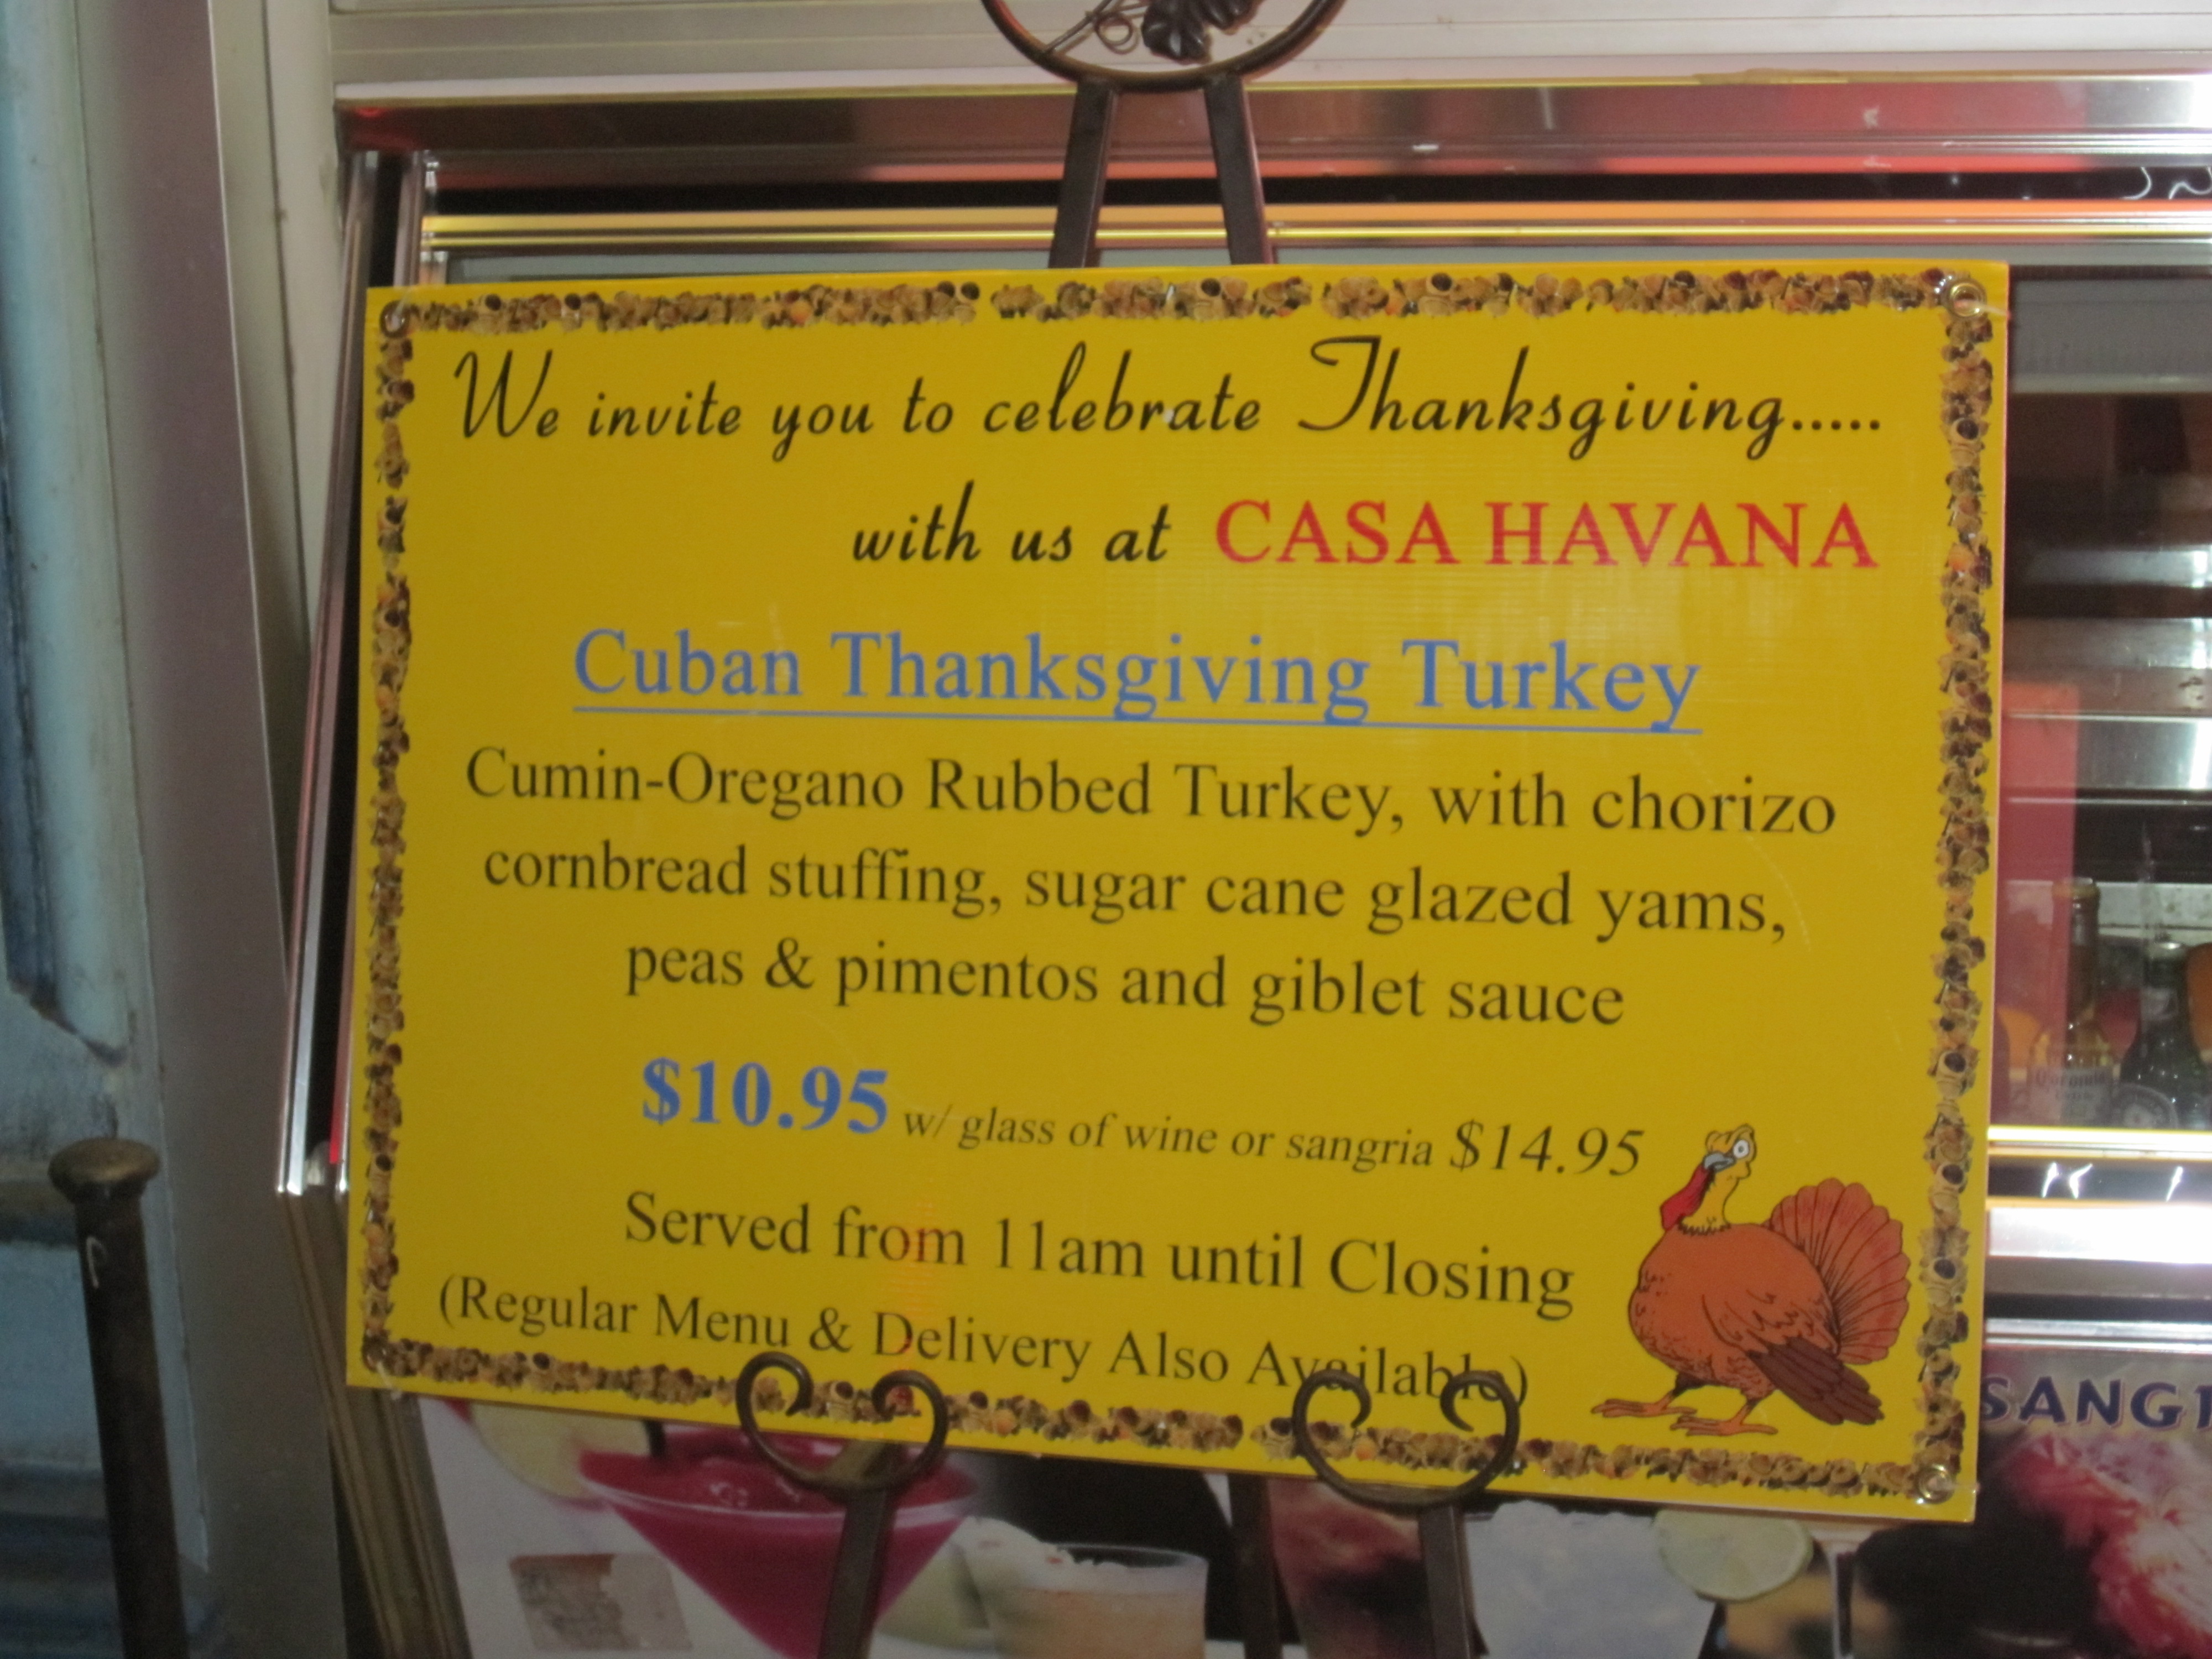 We invite you to celebrate Thanksgiving.....
with us at CASA HAVANA
Cuban Thanksgiving Turkey
Cumin-Oregano Rubbed Turkey, with chorizo
cornbread stuffing, sugar cane glazed yams,
peas & pimentos and giblet sauce
$10.95 w/ glass of wine or sangria $14.95
Served from 11am until Closing
(Regular Menu & Delivery Also Available)
SANG